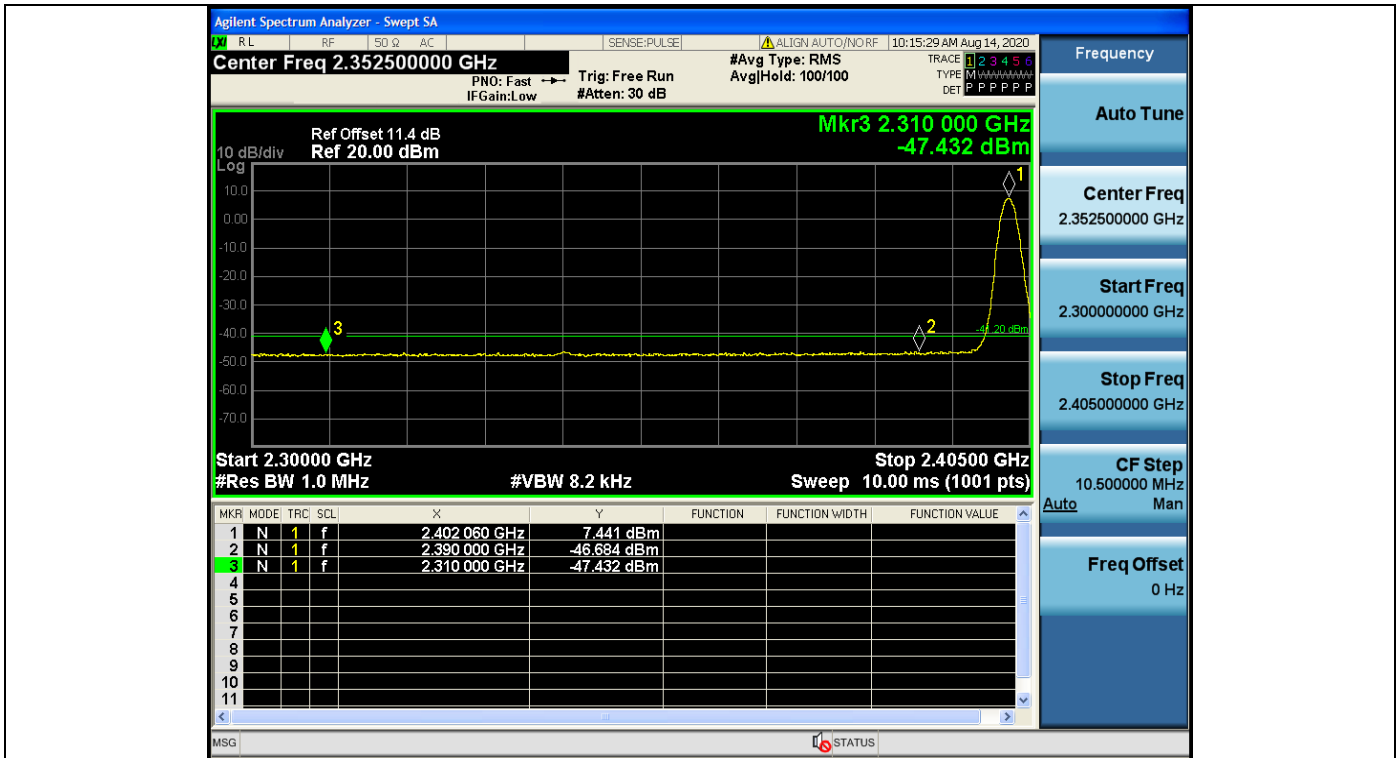 Agilent Spectrum Analyzer - Swept SA
LXI RL RF 50 Ω AC SENSE:PULSE ALIGN AUTO/NO RF 10:15:29 AM Aug 14, 2020
Center Freq 2.352500000 GHz
PNO: Fast
IFGain:Low
Trig: Free Run
#Atten: 30 dB
#Avg Type: RMS
Avg|Hold: 100/100
TRACE 1 2 3 4 5 6
TYPE M
DET P P P P P P
Ref Offset 11.4 dB
10 dB/div Ref 20.00 dBm
Log
Mkr3 2.310 000 GHz
-47.432 dBm
1
10.0
0.00
-10.0
-20.0
-30.0
3
2
-41.20 dBm
-40.0
-50.0
-60.0
-70.0
Start 2.30000 GHz Stop 2.40500 GHz
#Res BW 1.0 MHz #VBW 8.2 kHz Sweep 10.00 ms (1001 pts)
MKR MODE TRC SCL X Y FUNCTION FUNCTION WIDTH FUNCTION VALUE
1 N 1 f 2.402 060 GHz 7.441 dBm
2 N 1 f 2.390 000 GHz -46.684 dBm
3 N 1 f 2.310 000 GHz -47.432 dBm
4
5
6
7
8
9
10
11
MSG STATUS
Frequency
Auto Tune
Center Freq
2.352500000 GHz
Start Freq
2.300000000 GHz
Stop Freq
2.405000000 GHz
CF Step
10.500000 MHz
Auto Man
Freq Offset
0 Hz